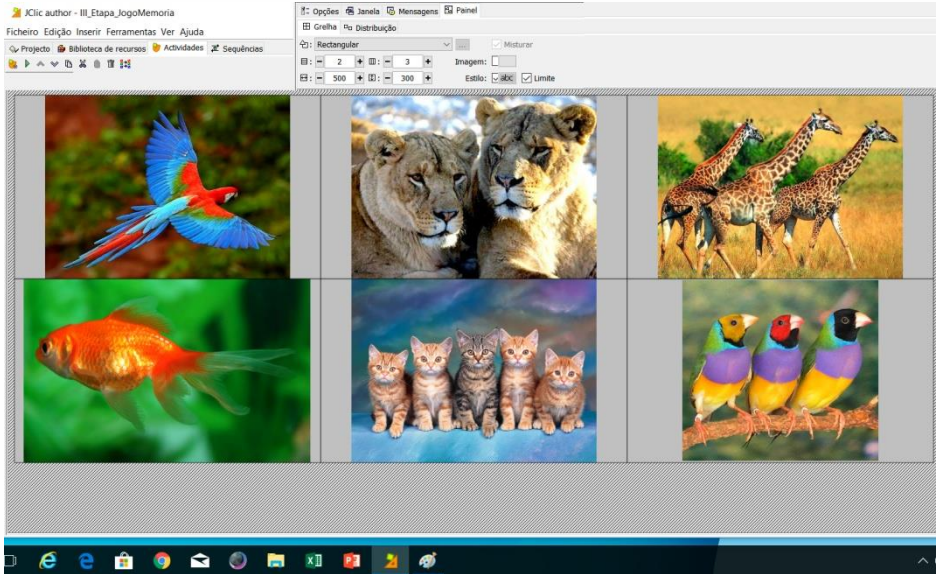 JClic author - III_Etapa_JogoMemoria
Ficheiro Edição Inserir Ferramentas Ver Ajuda
Projecto Biblioteca de recursos Actividades Sequências
Opções Janela Mensagens Painel
Grelha Distribuição
Rectangular ... Misturar
: - 2 + : - 3 + Imagem:
: - 500 + : - 300 + Estilo: abc Limite